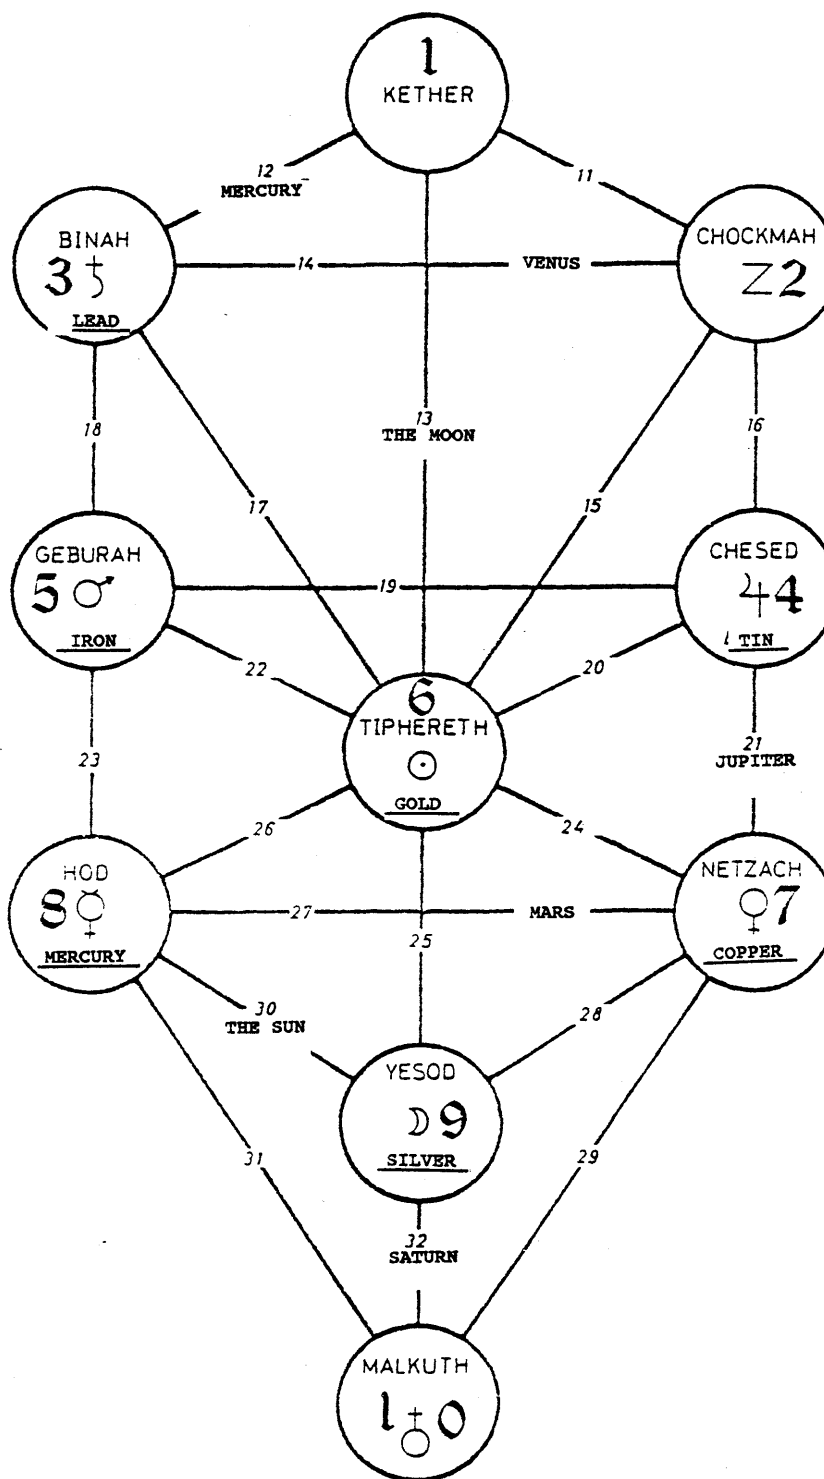 1
KETHER
12
MERCURY
11
BINAH
3 ♄
LEAD
CHOCKMAH
Z 2
14
VENUS
13
THE MOON
18
16
17
15
GEBURAH
5 ♂
IRON
CHESED
♃ 4
TIN
19
22
20
6
TIPHERETH
☉
GOLD
21
JUPITER
23
26
24
HOD
8 ☿
MERCURY
NETZACH
♀ 7
COPPER
27
MARS
25
30
THE SUN
28
YESOD
☽ 9
SILVER
31
29
32
SATURN
MALKUTH
1 ♁ 0